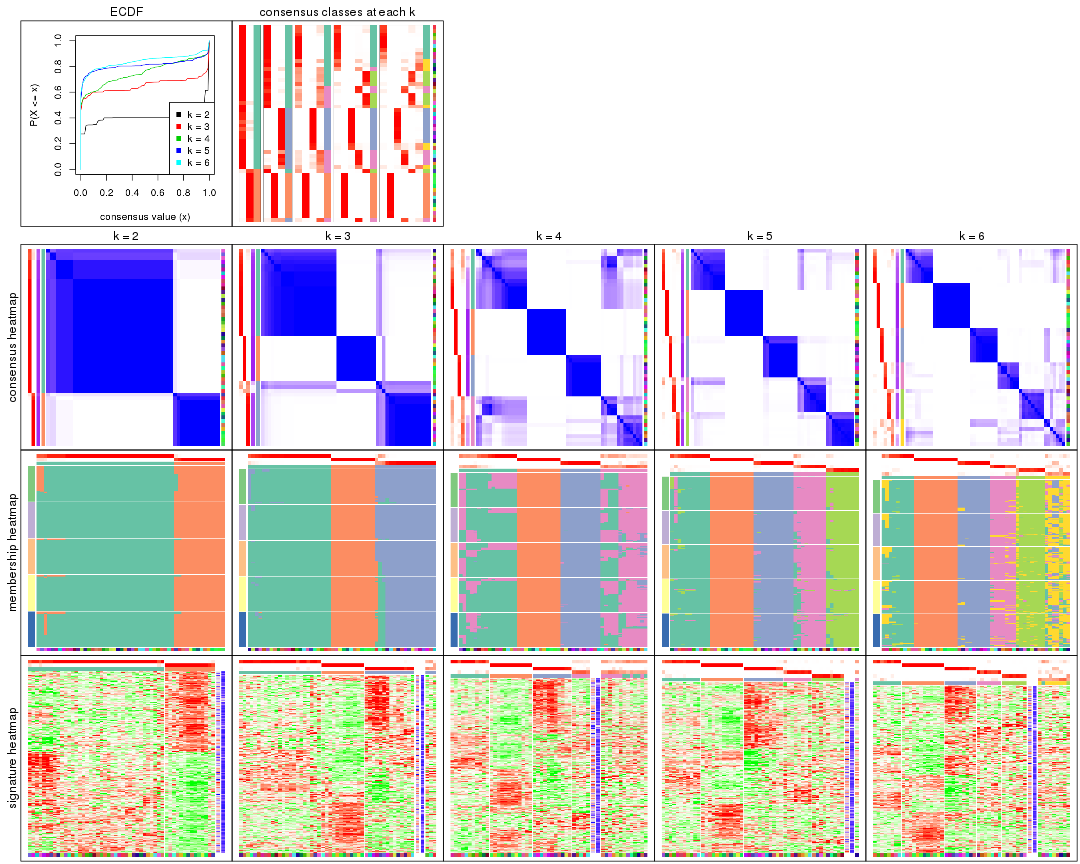 ECDF
consensus classes at each k
P(X <= x)
0.0 0.2 0.4 0.6 0.8 1.0
k = 2
k = 3
k = 4
k = 5
k = 6
0.0 0.2 0.4 0.6 0.8 1.0
consensus value (x)
k = 2 k = 3 k = 4 k = 5 k = 6
consensus heatmap
membership heatmap
signature heatmap